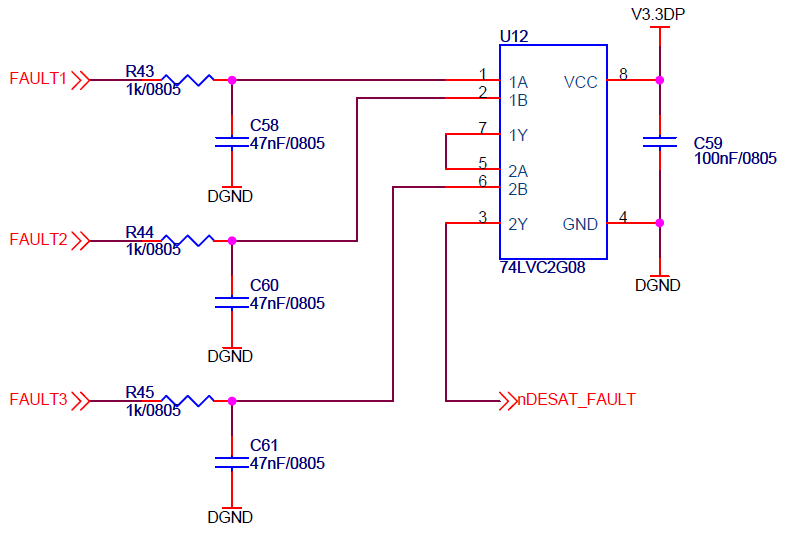 V3.3DP
U12
FAULT1
R43
1k/0805
1
1A
VCC
8
2
1B
C58
47nF/0805
7
1Y
C59
100nF/0805
5
2A
6
2B
DGND
3
2Y
GND
4
FAULT2
R44
1k/0805
74LVC2G08
C60
47nF/0805
DGND
DGND
FAULT3
R45
1k/0805
nDESAT_FAULT
C61
47nF/0805
DGND